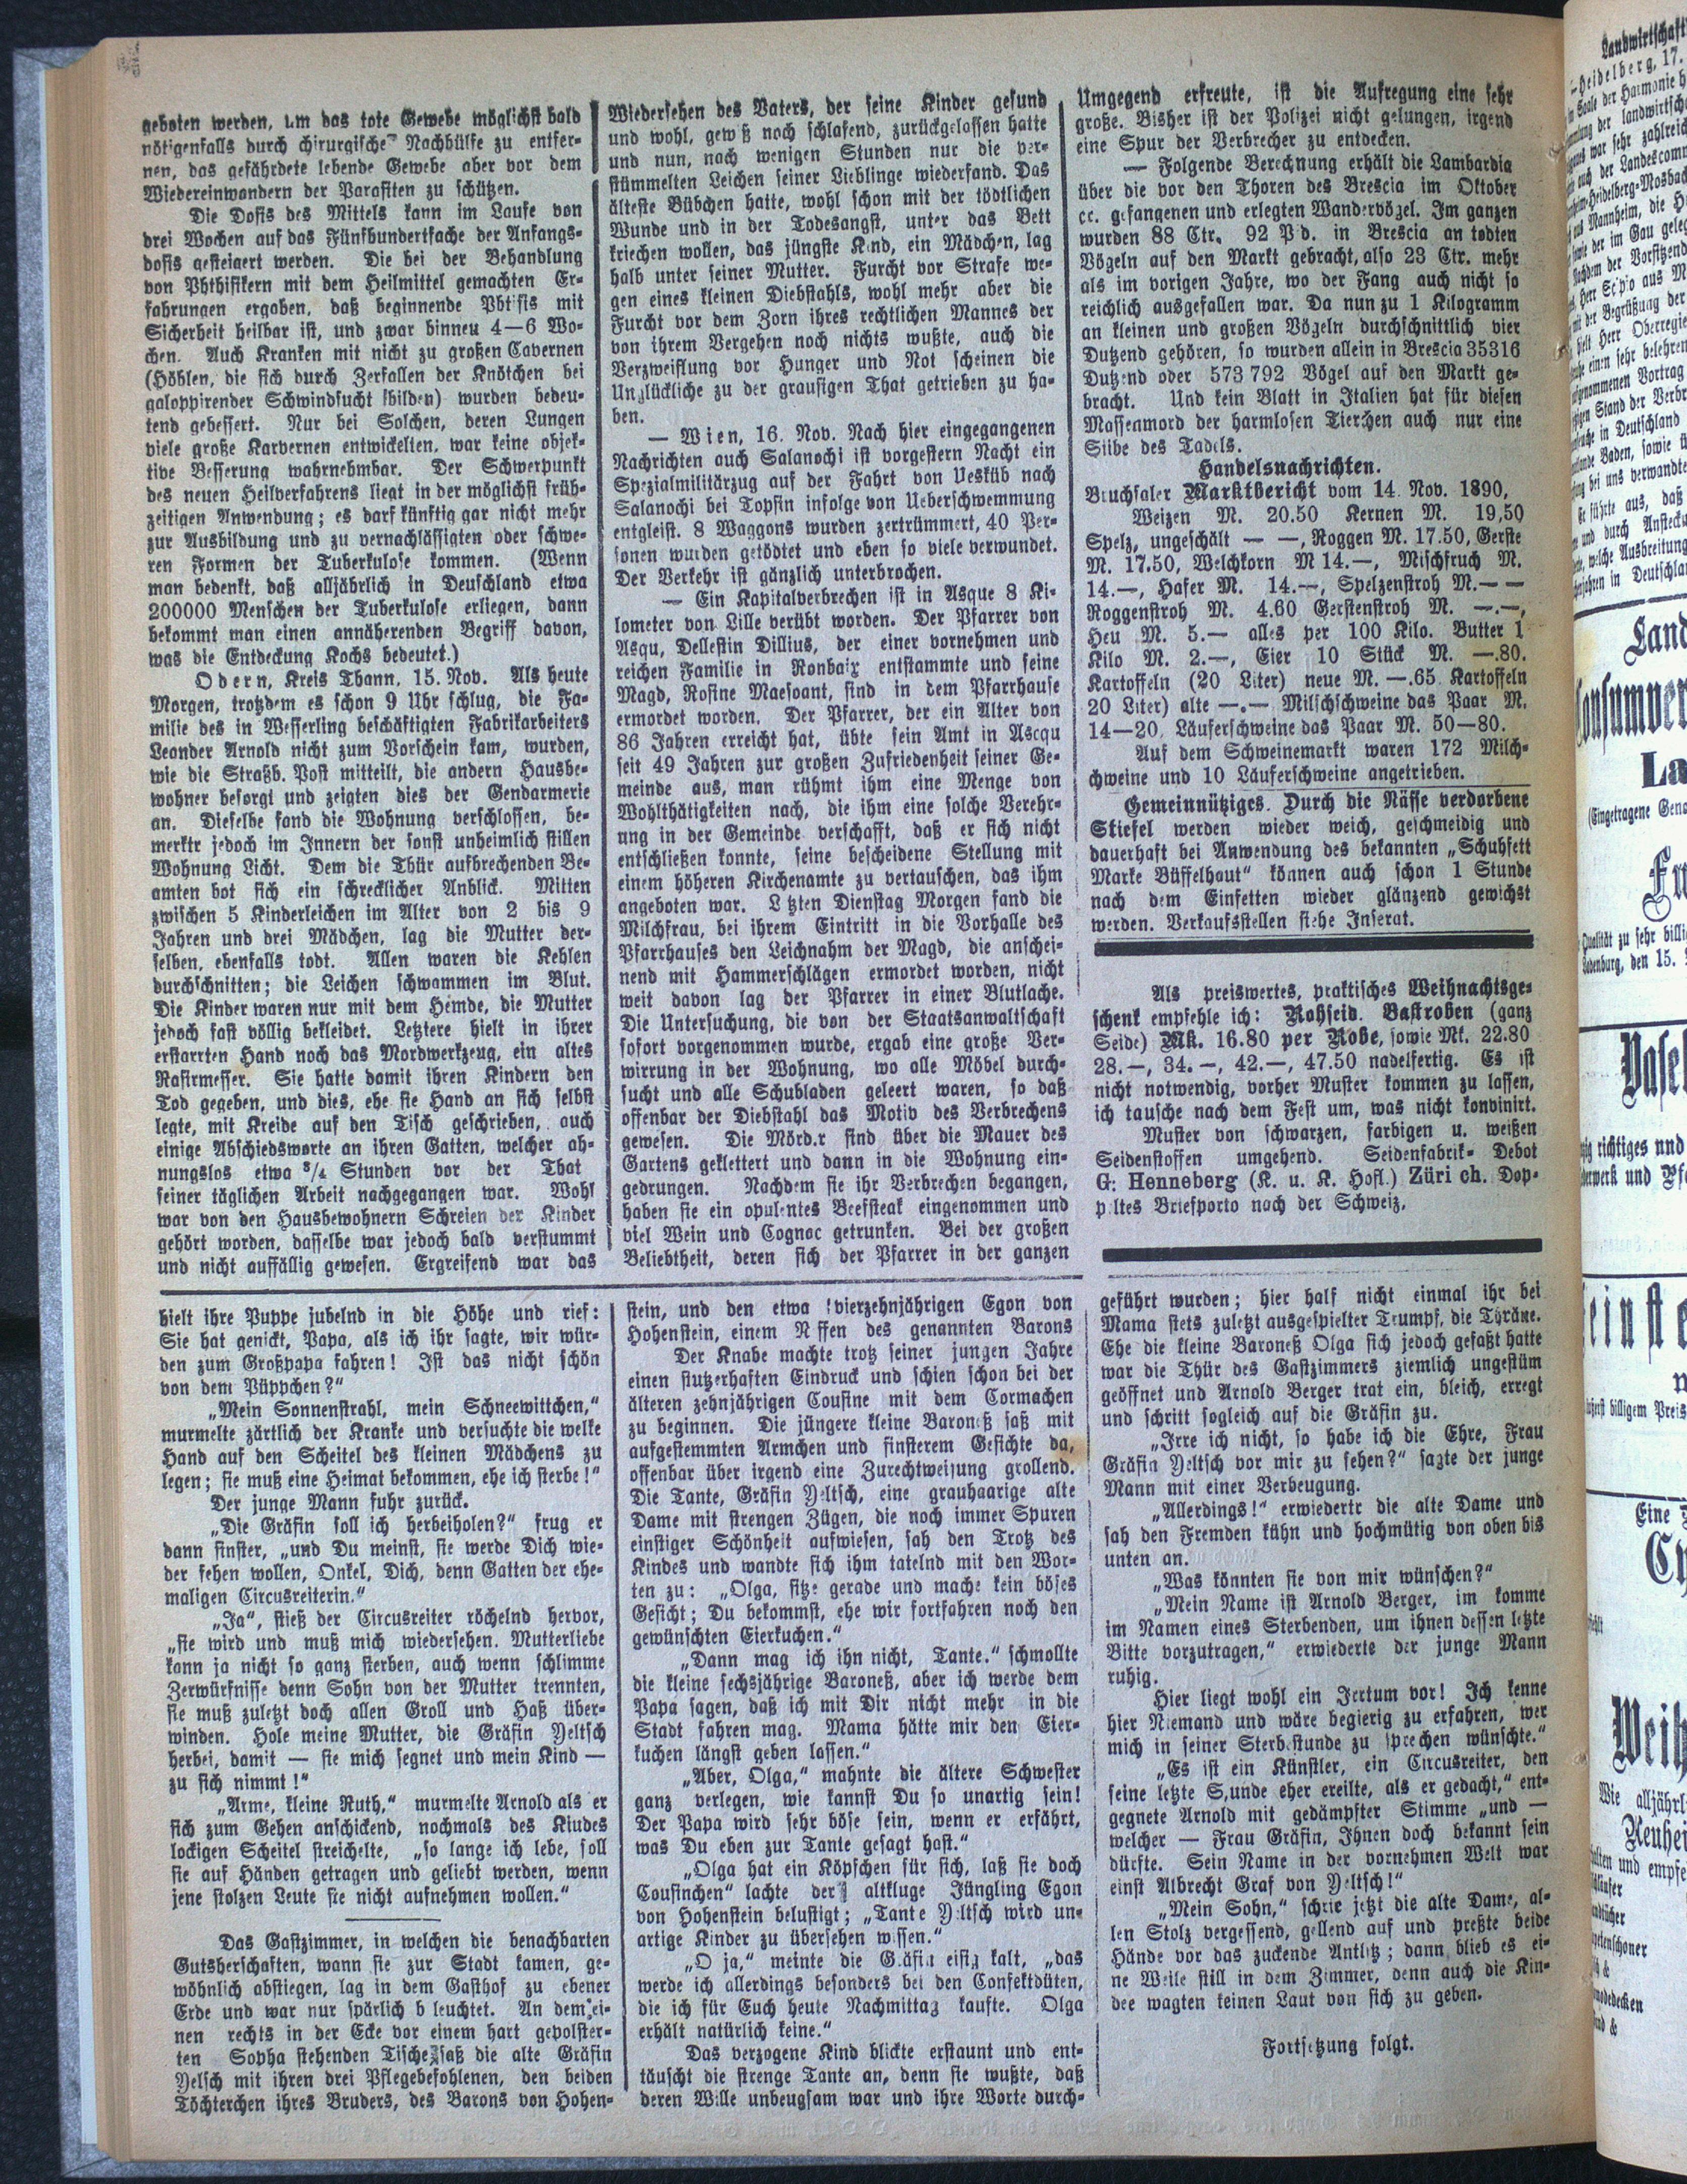 geboten werden, um das tote Gewebe möglichst bald
nötigenfalls durch chirurgische Nachhülfe zu entfer-
nen, das gefährdete lebende Gewebe aber vor dem
Wiedereinwandern der Parasiten zu schützen.
Die Dosis des Mittels kann im Laufe von
drei Wochen auf das Fünfhundertfache der Anfangs-
dosis gesteigert werden. Die bei der Behandlung
von Phthisikern mit dem Heilmittel gemachten Er-
fahrungen ergaben, daß beginnende Phtisis mit
Sicherheit heilbar ist, und zwar binneu 4—6 Wo-
chen. Auch Kranken mit nicht zu großen Cavernen
(Höhlen, die sich durch Zerfallen der Knötchen bei
galoppirender Schwindsucht bilden) wurden bedeu-
tend gebessert. Nur bei Solchen, deren Lungen
viele große Karvernen entwickelten, war keine objek-
tive Besserung wahrnehmbar. Der Schwerpunkt
des neuen Heilverfahrens liegt in der möglichst früh-
zeitigen Anwendung; es darf künftig gar nicht mehr
zur Ausbildung und zu vernachlässigten oder schwe-
ren Formen der Tuberkulose kommen. (Wenn
man bedenkt, daß alljährlich in Deutschland etwa
200000 Menschen der Tuberkulose erliegen, dann
bekommt man einen annäherenden Begriff davon,
was die Entdeckung Kochs bedeutet.)
Odern, Kreis Thann, 15. Nov. Als heute
Morgen, trotzdem es schon 9 Uhr schlug, die Fa-
milie des in Wesserling beschäftigten Fabrikarbeiters
Leander Arnold nicht zum Vorschein kam, wurden,
wie die Straßb. Post mitteilt, die andern Hausbe-
wohner besorgt und zeigten dies der Gendarmerie
an. Dieselbe fand die Wohnung verschlossen, be-
merktr jedoch im Innern der sonst unheimlich stillen
Wohnung Licht. Dem die Thür aufbrechenden Be-
amten bot sich ein schrecklicher Anblick. Mitten
zwischen 5 Kinderleichen im Alter von 2 bis 9
Jahren und drei Mädchen, lag die Mutter der-
selben, ebenfalls todt. Allen waren die Kehlen
durchschnitten; die Leichen schwammen im Blut.
Die Kinder waren nur mit dem Hemde, die Mutter
jedoch fast völlig bekleidet. Letztere hielt in ihrer
erstarrten Hand noch das Mordwerkzeug, ein altes
Rasirmesser. Sie hatte damit ihren Kindern den
Tod gegeben, und dies, ehe sie Hand an sich selbst
legte, mit Kreide auf den Tisch geschrieben, auch
einige Abschiedsworte an ihren Gatten, welcher ah-
nungslos etwa 3/4 Stunden vor der That
seiner täglichen Arbeit nachgegangen war. Wohl
war von den Hausbewohnern Schreien der Kinder
gehört worden, dasselbe war jedoch bald verstummt
und nicht auffällig gewesen. Ergreifend war das
Wiedersehen des Vaters, der seine Kinder gesund
und wohl, gewiß noch schlafend, zurückgelassen hatte
und nun, nach wenigen Stunden nur die ver-
stümmelten Leichen seiner Lieblinge wiederfand. Das
älteste Bübchen hatte, wohl schon mit der tödtlichen
Wunde und in der Todesangst, unter das Bett
kriechen wollen, das jüngste Kind, ein Mädchen, lag
halb unter seiner Mutter. Furcht vor Strafe we-
gen eines kleinen Diebstahls, wohl mehr aber die
Furcht vor dem Zorn ihres rechtlichen Mannes der
von ihrem Vergehen noch nichts wußte, auch die
Verzweiflung vor Hunger und Not scheinen die
Unglückliche zu der grausigen That getrieben zu ha-
ben.
— Wien, 16. Nov. Nach hier eingegangenen
Nachrichten auch Salanochi ist vorgestern Nacht ein
Spezialmilitärzug auf der Fahrt von Uesküb nach
Salanochi bei Topsin infolge von Ueberschwemmung
entgleist. 8 Waggons wurden zertrümmert, 40 Per-
sonen wurden getödtet und eben so viele verwundet.
Der Verkehr ist gänzlich unterbrochen.
— Ein Kapitalverbrechen ist in Asque 8 Ki-
lometer von Lille verübt worden. Der Pfarrer von
Asqu, Dellestin Dillius, der einer vornehmen und
reichen Familie in Ronbaix entstammte und seine
Magd, Rosine Maesoant, sind in dem Pfarrhause
ermordet worden. Der Pfarrer, der ein Alter von
86 Jahren erreicht hat, übte sein Amt in Ascqu
seit 49 Jahren zur großen Zufriedenheit seiner Ge-
meinde aus, man rühmt ihm eine Menge von
Wohlthätigkeiten nach, die ihm eine solche Verehr-
ung in der Gemeinde verschafft, daß er sich nicht
entschließen konnte, seine bescheidene Stellung mit
einem höheren Kirchenamte zu vertauschen, das ihm
angeboten war. Letzten Dienstag Morgen fand die
Milchfrau, bei ihrem Eintritt in die Vorhalle des
Pfarrhauses den Leichnahm der Magd, die anschei-
nend mit Hammerschlägen ermordet worden, nicht
weit davon lag der Pfarrer in einer Blutlache.
Die Untersuchung, die von der Staatsanwaltschaft
sofort vorgenommen wurde, ergab eine große Ver-
wirrung in der Wohnung, wo alle Möbel durch-
sucht und alle Schubladen geleert waren, so daß
offenbar der Diebstahl das Motiv des Verbrechens
gewesen. Die Mörder sind über die Mauer des
Gartens geklettert und dann in die Wohnung ein-
gedrungen. Nachdem sie ihr Verbrechen begangen,
haben sie ein opulentes Beefsteak eingenommen und
viel Wein und Cognac getrunken. Bei der großen
Beliebtheit, deren sich der Pfarrer in der ganzen
Umgegend erfreute, ist die Aufregung eine sehr
große. Bisher ist der Polizei nicht gelungen, irgend
eine Spur der Verbrecher zu entdecken.
— Folgende Berechnung erhält die Lambardia
über die vor den Thoren des Brescia im Oktober
cc. gefangenen und erlegten Wandervögel. Im ganzen
wurden 88 Ctr. 92 Pfd. in Brescia an todten
Vögeln auf den Markt gebracht, also 23 Ctr. mehr
als im vorigen Jahre, wo der Fang auch nicht so
reichlich ausgefallen war. Da nun zu 1 Kilogramm
an kleinen und großen Vögeln durchschnittlich vier
Dutzend gehören, so wurden allein in Brescia 35316
Dutzend oder 573 792 Vögel auf den Markt ge-
bracht. Und kein Blatt in Italien hat für diesen
Massenmord der harmlosen Tierchen auch nur eine
Silbe des Tadels.
Handelsnachrichten.
Bruchsaler Marktbericht vom 14. Nov. 1890,
Weizen M. 20.50 Kernen M. 19,50
Spelz, ungeschält — —, Roggen M. 17.50, Gerste
M. 17.50, Welchkorn M 14.—, Mischfruch M.
14.—, Hafer M. 14.—, Spelzenstroh M.— —
Roggenstroh M. 4.60 Gerstenstroh M. —.—,
Heu M. 5.— alles per 100 Kilo. Butter 1
Kilo M. 2.—, Eier 10 Stück M. —.80.
Kartoffeln (20 Liter) neue M. —.65 Kartoffeln
20 Liter) alte —.— Milschschweine das Paar M.
14—20, Läuferschweine das Paar M. 50—80.
Auf dem Schweinemarkt waren 172 Milch-
chweine und 10 Läuferschweine angetrieben.
Gemeinnütziges. Durch die Nässe verdorbene
Stiefel werden wieder weich, geschmeidig und
dauerhaft bei Anwendung des bekannten „Schuhfett
Marke Büffelhaut“ können auch schon 1 Stunde
nach dem Einfetten wieder glänzend gewichst
werden. Verkaufsstellen siehe Inserat.
Als preiswertes, praktisches Weihnachtsge-
schenk empfehle ich: Rohseid. Bastroben (ganz
Seide) Mk. 16.80 per Robe, sowie Mk. 22.80
28.—, 34.—, 42.—, 47.50 nadelfertig. Es ist
nicht notwendig, vorher Muster kommen zu lassen,
ich tausche nach dem Fest um, was nicht konvinirt.
Muster von schwarzen, farbigen u. weißen
Seidenstoffen umgehend. Seidenfabrik- Debot
G. Henneberg (K. u. K. Hofl.) Zürich. Dop-
peltes Briefporto nach der Schweiz.
hielt ihre Puppe jubelnd in die Höhe und rief:
Sie hat genickt, Papa, als ich ihr sagte, wir wür-
den zum Großpapa fahren! Ist das nicht schön
von dem Püppchen?“
„Mein Sonnenstrahl, mein Schneewittchen,“
murmelte zärtlich der Kranke und versuchte die welke
Hand auf den Scheitel des kleinen Mädchens zu
legen; sie muß eine Heimat bekommen, ehe ich sterbe!“
Der junge Mann fuhr zurück.
„Die Gräfin soll ich herbeiholen?“ frug er
dann finster, „und Du meinst, sie werde Dich wie-
der sehen wollen, Onkel, Dich, denn Gatten der ehe-
maligen Circusreiterin.“
„Ja“, stieß der Circusreiter röchelnd hervor,
„sie wird und muß mich wiedersehen. Mutterliebe
kann ja nicht so ganz sterben, auch wenn schlimme
Zerwürfnisse denn Sohn von der Mutter trennten,
sie muß zuletzt doch allen Groll und Haß über-
winden. Hole meine Mutter, die Gräfin Yeltsch
herbei, damit — sie mich segnet und mein Kind —
zu sich nimmt!“
„Arme, kleine Ruth,“ murmelte Arnold als er
sich zum Gehen anschickend, nochmals des Kiudes
lockigen Scheitel streichelte, „so lange ich lebe, soll
sie auf Händen getragen und geliebt werden, wenn
jene stolzen Leute sie nicht aufnehmen wollen.“
Das Gastzimmer, in welchen die benachbarten
Gutsherschaften, wann sie zur Stadt kamen, ge-
wöhnlich abstiegen, lag in dem Gasthof zu ebener
Erde und war nur spärlich beleuchtet. An dem ei-
nen rechts in der Ecke vor einem hart gepolster-
ten Sopha stehenden Tische saß die alte Gräfin
Yelsch mit ihren drei Pflegebefohlenen, den beiden
Töchterchen ihres Bruders, des Barons von Hohen-
stein, und den etwa vierzehnjährigen Egon von
Hohenstein, einem Neffen des genannten Barons
Der Knabe machte trotz seiner jungen Jahre
einen stutzerhaften Eindruck und schien schon bei der
älteren zehnjährigen Cousine mit dem Cormachen
zu beginnen. Die jüngere kleine Baroneß saß mit
aufgestemmten Ärmchen und finsterem Gesichte da,
offenbar über irgend eine Zurechtweisung grollend.
Die Tante, Gräfin Yeltsch, eine grauhaarige alte
Dame mit strengen Zügen, die noch immer Spuren
einstiger Schönheit aufwiesen, sah den Trotz des
Kindes und wandte sich ihm tatelnd mit den Wor-
ten zu: „Olga, sitze gerade und mache kein böses
Gesicht; Du bekommst, ehe wir fortfahren noch den
gewünschten Eierkuchen.“
„Dann mag ich ihn nicht, Tante.“ schmollte
die kleine sechsjährige Baroneß, aber ich werde dem
Papa sagen, daß ich mit Dir nicht mehr in die
Stadt fahren mag. Mama hätte mir den Eier-
kuchen längst geben lassen.“
„Aber, Olga,“ mahnte die ältere Schwester
ganz verlegen, wie kannst Du so unartig sein!
Der Papa wird sehr böse sein, wenn er erfährt,
was Du eben zur Tante gesagt hast.“
„Olga hat ein Köpfchen für sich, laß sie doch
Cousinchen“ lachte der altkluge Jüngling Egon
von Hohenstein belustigt; „Tante Yeltsch wird un-
artige Kinder zu übersehen wissen.“
„O ja,“ meinte die Gräfin eisig kalt, „das
werde ich allerdings besonders bei den Confektdüten,
die ich für Euch heute Nachmittag kaufte. Olga
erhält natürlich keine.“
Das verzogene Kind blickte erstaunt und ent-
täuscht die strenge Tante an, denn sie wußte, daß
deren Wille unbeugsam war und ihre Worte durch-
geführt wurden; hier half nicht einmal ihr bei
Mama stets zuletzt ausgespielter Trumpf, die Thräne.
Ehe die kleine Baroneß Olga sich jedoch gefaßt hatte
war die Thür des Gastzimmers ziemlich ungestüm
geöffnet und Arnold Berger trat ein, bleich, erregt
und schritt sogleich auf die Gräfin zu.
„Irre ich nicht, so habe ich die Ehre, Frau
Gräfin Yeltsch vor mir zu sehen?“ sagte der junge
Mann mit einer Verbeugung.
„Allerdings!“ erwiedertr die alte Dame und
sah den Fremden kühn und hochmütig von oben bis
unten an.
„Was könnten sie von mir wünschen?“
„Mein Name ist Arnold Berger, im komme
im Namen eines Sterbenden, um ihnen dessen letzte
Bitte vorzutragen,“ erwiederte der junge Mann
ruhig.
Hier liegt wohl ein Irrtum vor! Ich kenne
hier Niemand und wäre begierig zu erfahren, wer
mich in seiner Sterbestunde zu sprechen wünschte.“
„Es ist ein Künstler, ein Circusreiter, den
seine letzte Stunde eher ereilte, als er gedacht,“ ent-
gegnete Arnold mit gedämpfter Stimme „und —
welcher — Frau Gräfin, Ihnen doch bekannt sein
dürfte. Sein Name in der vornehmen Welt war
einst Albrecht Graf von Yeltsch!“
„Mein Sohn,“ schrie jetzt die alte Dame, al-
len Stolz vergessend, gellend auf und preßte beide
Hände vor das zuckende Antlitz; dann blieb es ei-
ne Weile still in dem Zimmer, denn auch die Kin-
dee wagten keinen Laut von sich zu geben.
Fortsetzung folgt.